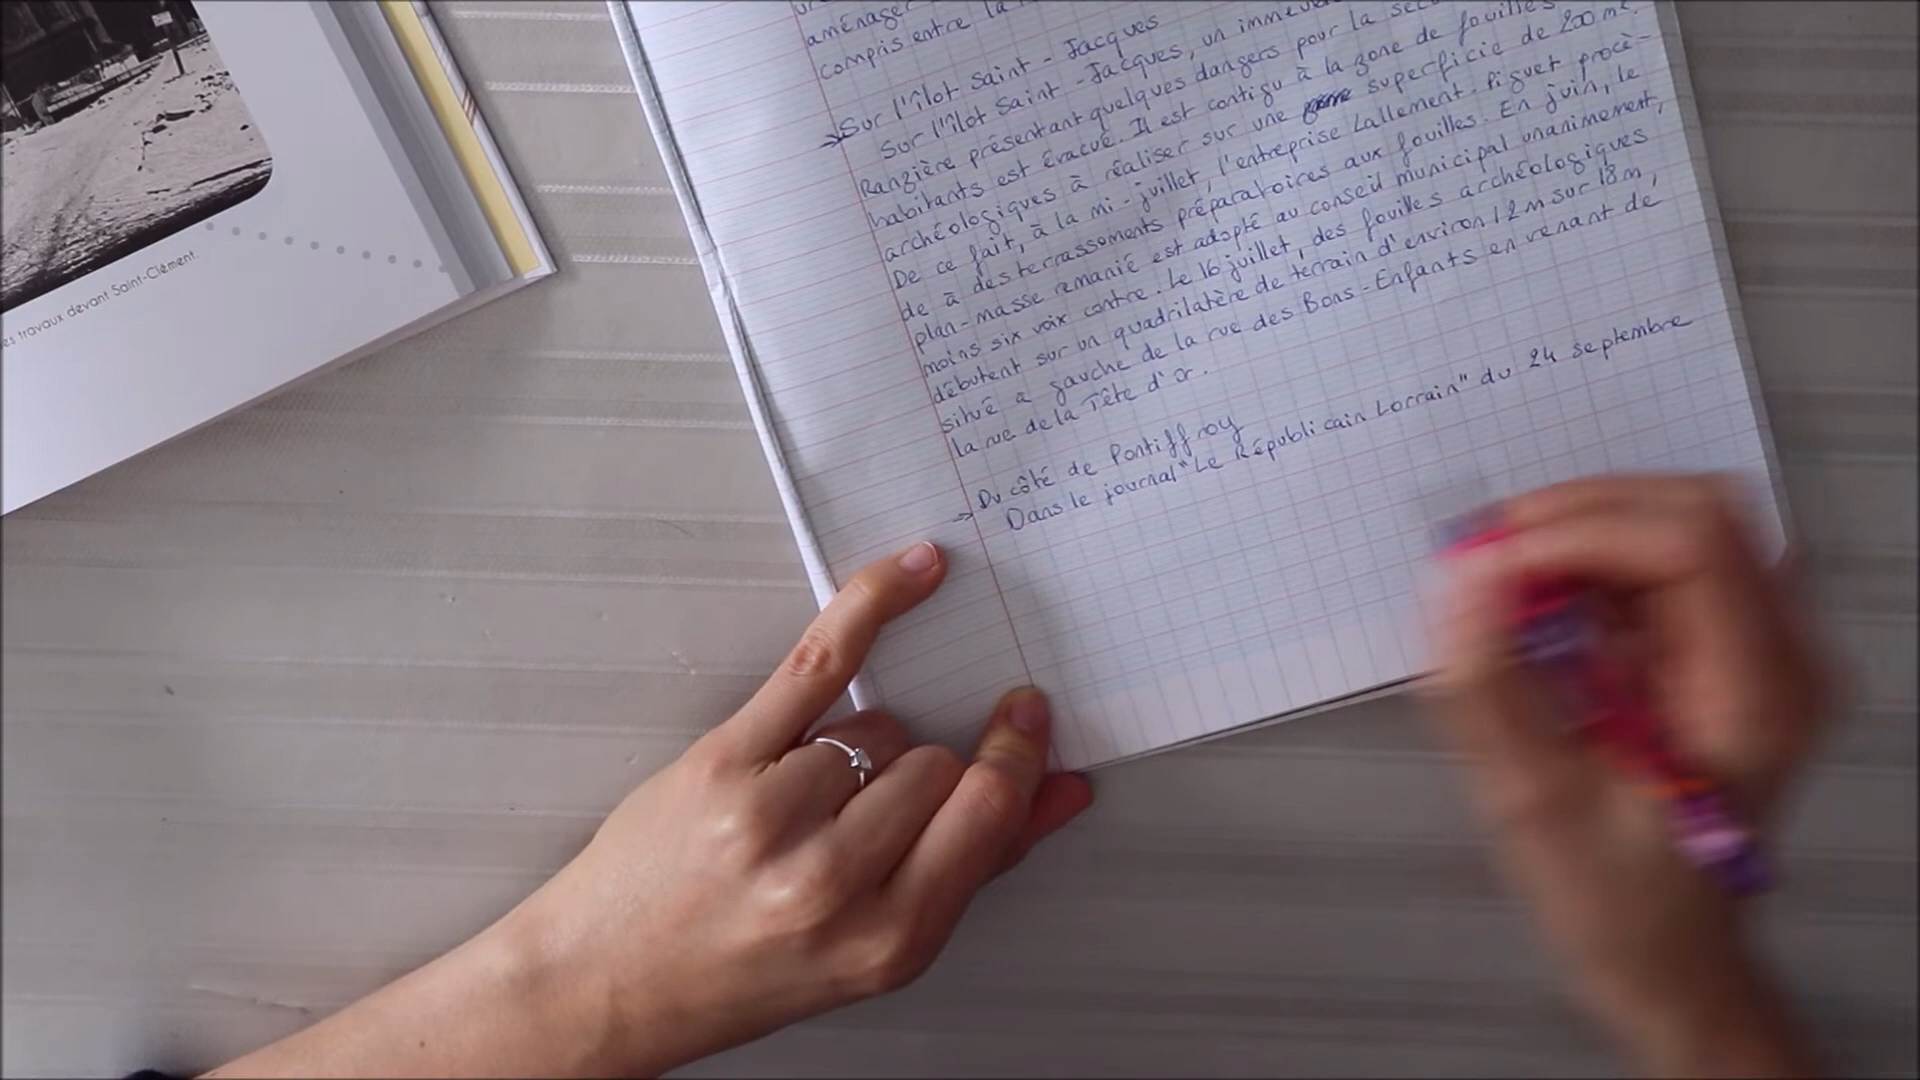 aménager
compris entre la
Sur l'îlot Saint-Jacques
Sur l'îlot Saint-Jacques, un
Ranzière présentant quelques dangers pour la
habitants est évacué. Il est contigu à la zone de fouilles
archéologiques à réaliser sur une superficie de 200 m².
De ce fait, à la mi-juillet, l'entreprise Lallement-Piguet procè-
de à des terrassements préparatoires aux fouilles. En juin, le
plan-masse remanié est adopté au conseil municipal unanimement,
moins six voix contre. Le 16 juillet, des fouilles archéologiques
débutent sur un quadrilatère de terrain d'environ 12 m sur 18 m,
situé à gauche de la rue des Bons-Enfants en venant de
la rue de la Tête d'Or.
Du côté de Pontiffroy
Dans le journal "Le Républicain Lorrain" du 24 septembre
travaux devant Saint-Clément.